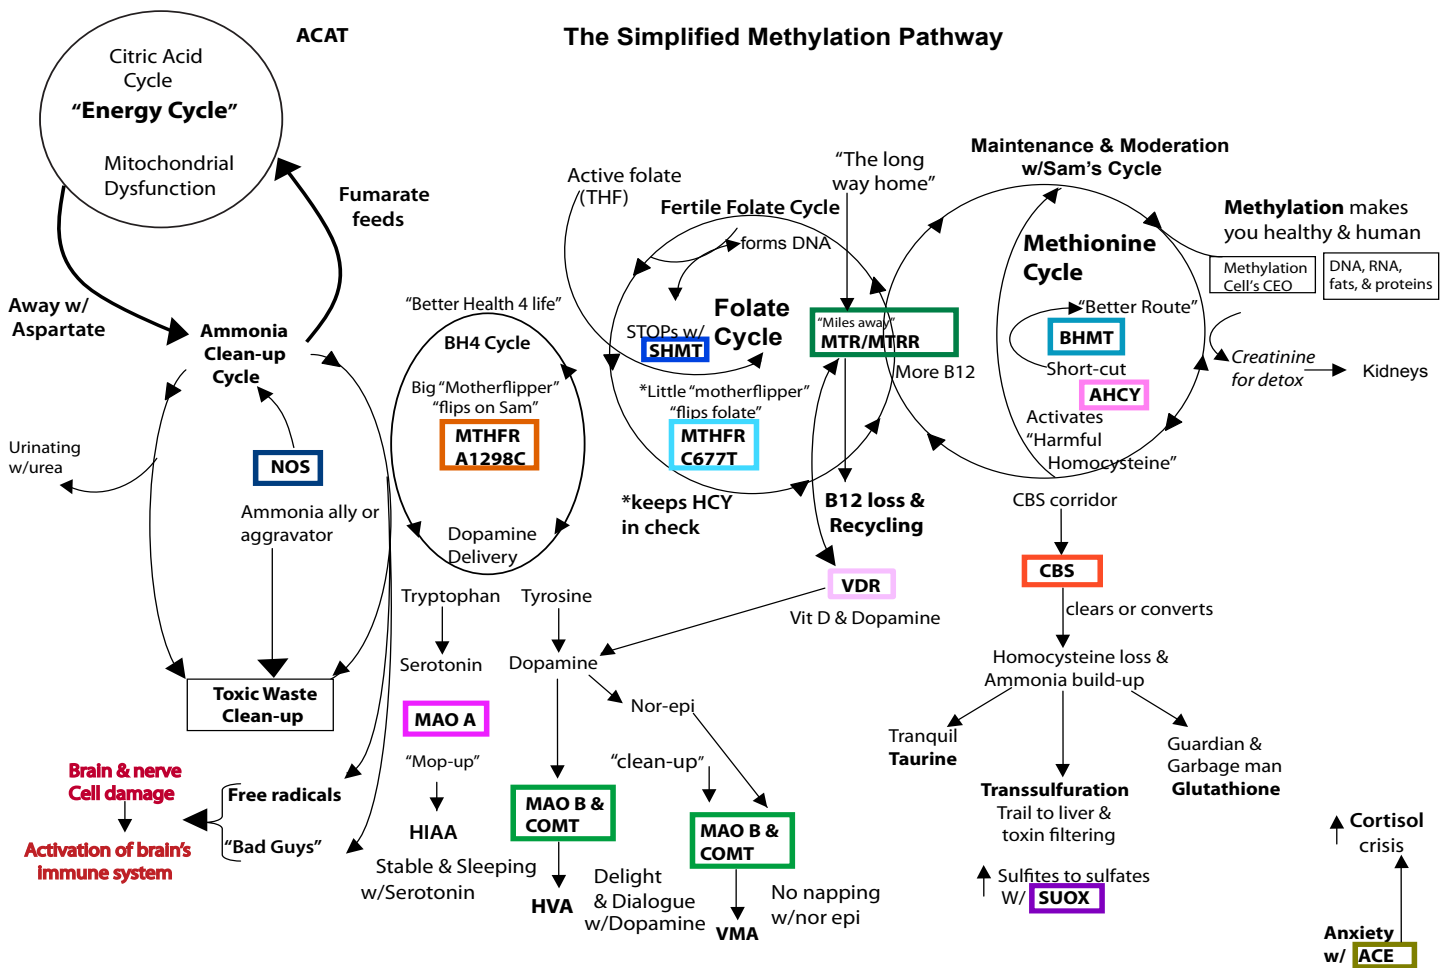 ACAT
The Simplified Methylation Pathway
Citric Acid
Cycle
"Energy Cycle"
Mitochondrial
Dysfunction
Fumarate
feeds
Away w/
Aspartate
Ammonia
Clean-up
Cycle
Urinating
w/urea
NOS
Ammonia ally or
aggravator
Toxic Waste
Clean-up
Brain & nerve
Cell damage
Activation of brain's
immune system
Free radicals
"Bad Guys"
"Better Health 4 life"
BH4 Cycle
Big "Motherflipper"
"flips on Sam"
MTHFR
A1298C
Dopamine
Delivery
Tryptophan
Serotonin
MAO A
"Mop-up"
HIAA
Stable & Sleeping
w/Serotonin
Tyrosine
Dopamine
Nor-epi
"clean-up"
MAO B &
COMT
HVA
Delight
& Dialogue
w/Dopamine
MAO B &
COMT
VMA
No napping
w/nor epi
Active folate
(THF)
Fertile Folate Cycle
forms DNA
Folate
Cycle
STOPs w/
SHMT
*Little "motherflipper"
"flips folate"
MTHFR
C677T
*keeps HCY
in check
"The long
way home"
"Miles away"
MTR/MTRR
More B12
B12 loss &
Recycling
VDR
Vit D & Dopamine
Maintenance & Moderation
w/Sam's Cycle
Methionine
Cycle
"Better Route"
BHMT
Short-cut
AHCY
Activates
"Harmful
Homocysteine"
Methylation makes
you healthy & human
Methylation
Cell's CEO
DNA, RNA,
fats, & proteins
Creatinine
for detox
Kidneys
CBS corridor
CBS
clears or converts
Homocysteine loss &
Ammonia build-up
Tranquil
Taurine
Transsulfuration
Trail to liver &
toxin filtering
Guardian &
Garbage man
Glutathione
Sulfites to sulfates
W/ SUOX
Cortisol
crisis
Anxiety
w/ ACE